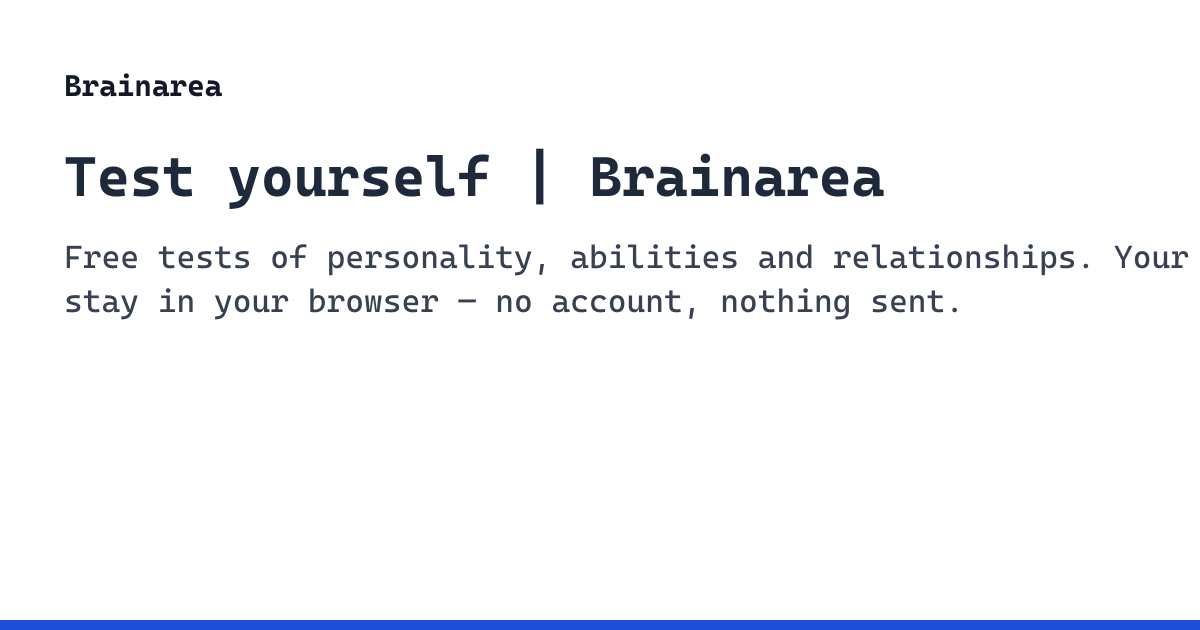 Brainarea
Test yourself | Brainarea
Free tests of personality, abilities and relationships. Your
stay in your browser — no account, nothing sent.